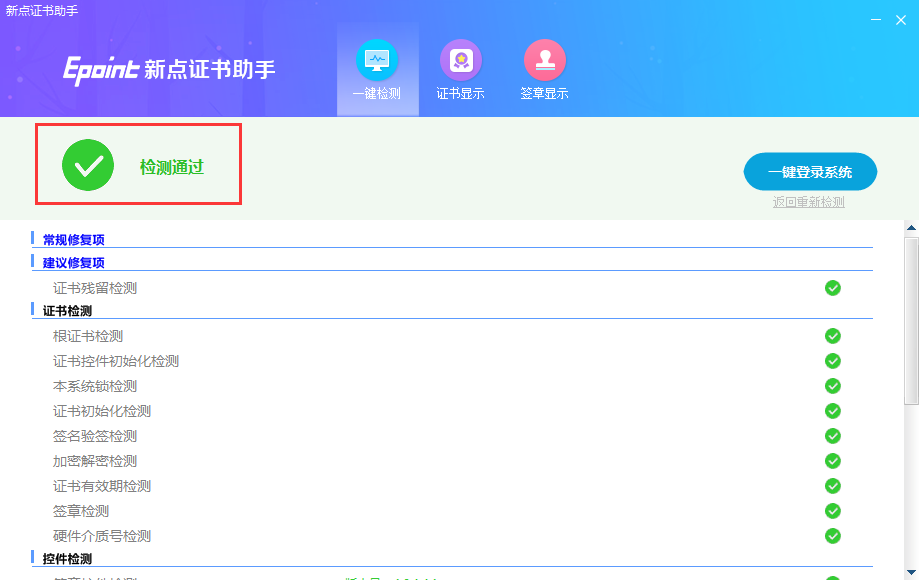 新点证书助手
Epoint 新点证书助手
一键检测
证书显示
签章显示
检测通过
一键登录系统
返回重新检测
常规修复项
建议修复项
证书残留检测
证书检测
根证书检测
证书控件初始化检测
本系统锁检测
证书初始化检测
签名验签检测
加密解密检测
证书有效期检测
签章检测
硬件介质号检测
控件检测